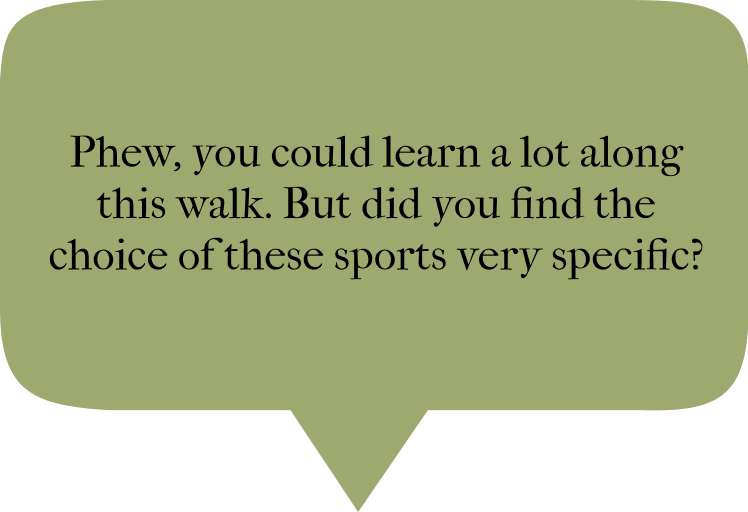 Phew, you could learn a lot along
this walk. But did you find the
choice of these sports very specific?